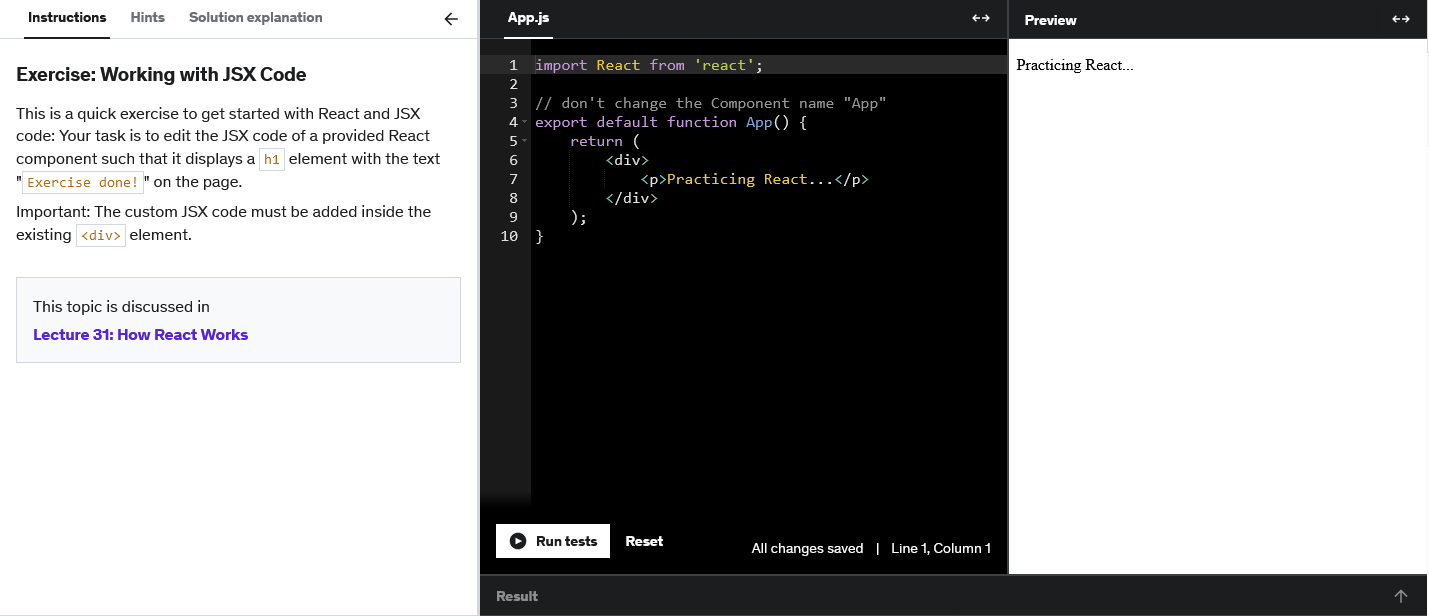 Instructions Hints Solution explanation
Exercise: Working with JSX Code
This is a quick exercise to get started with React and JSX
code: Your task is to edit the JSX code of a provided React
component such that it displays a h1 element with the text
"Exercise done!" on the page.
Important: The custom JSX code must be added inside the
existing <div> element.
This topic is discussed in
Lecture 31: How React Works
App.js
1 import React from 'react';
2
3 // don't change the Component name "App"
4 export default function App() {
5     return (
6         <div>
7             <p>Practicing React...</p>
8         </div>
9     );
10 }
Run tests Reset All changes saved | Line 1, Column 1
Result
Preview
Practicing React...